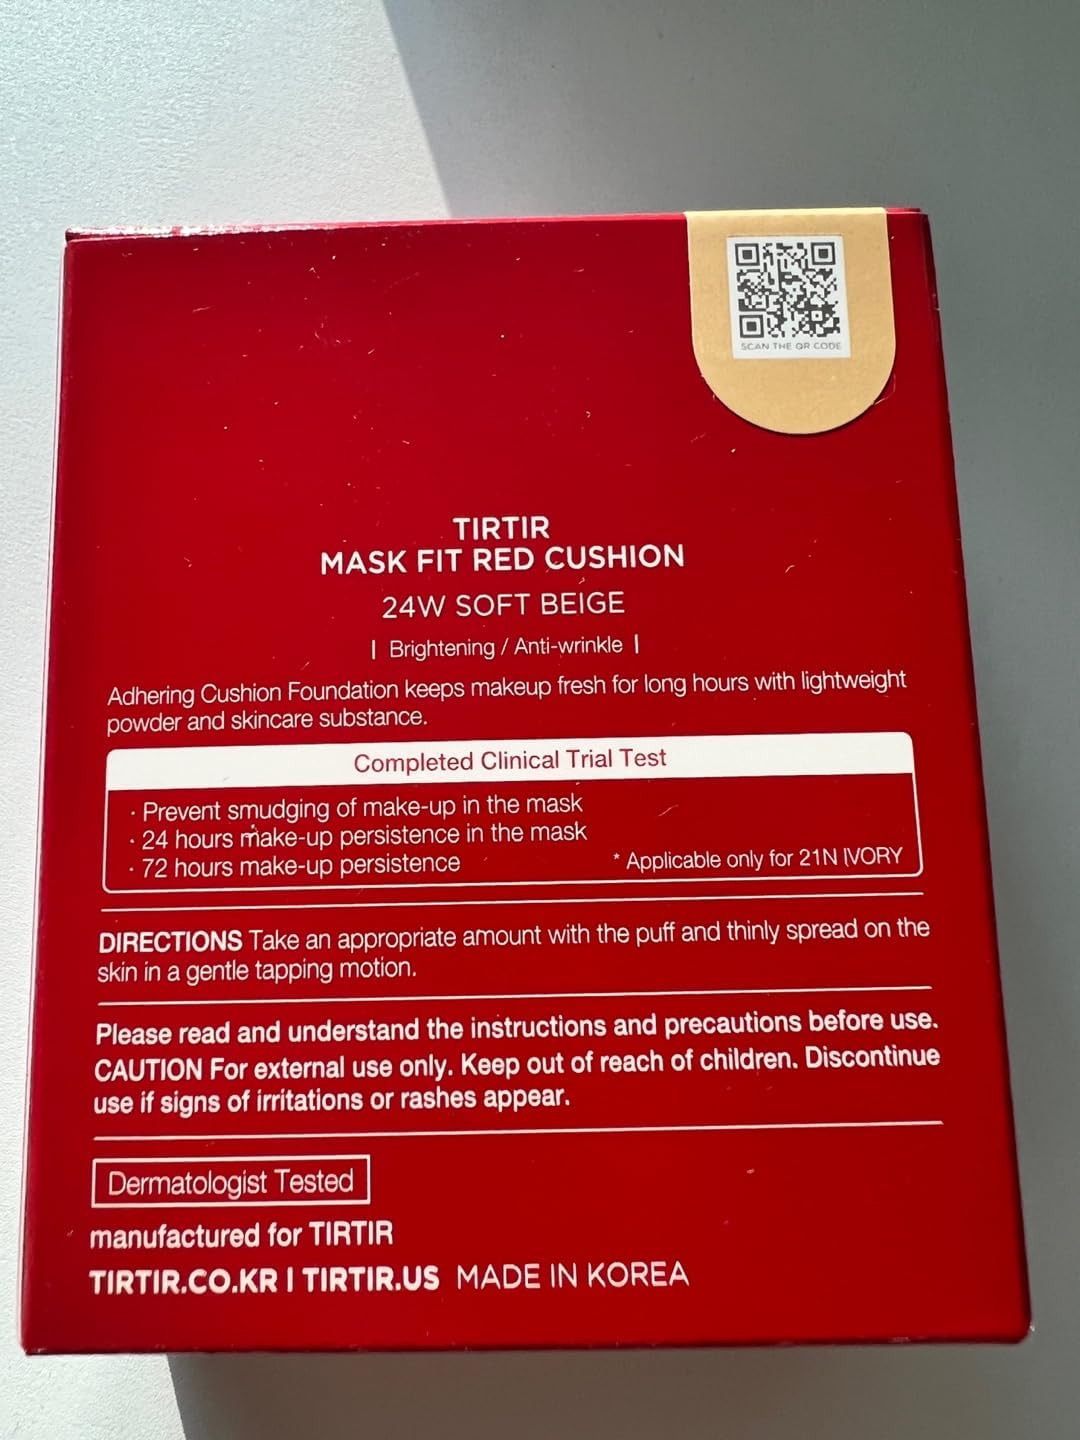 SCAN THE QR CODE
TIRTIR
MASK FIT RED CUSHION
24W SOFT BEIGE
| Brightening / Anti-wrinkle |
Adhering Cushion Foundation keeps makeup fresh for long hours with lightweight
powder and skincare substance.
Completed Clinical Trial Test
· Prevent smudging of make-up in the mask
· 24 hours make-up persistence in the mask
· 72 hours make-up persistence * Applicable only for 21N IVORY
DIRECTIONS Take an appropriate amount with the puff and thinly spread on the
skin in a gentle tapping motion.
Please read and understand the instructions and precautions before use.
CAUTION For external use only. Keep out of reach of children. Discontinue
use if signs of irritations or rashes appear.
Dermatologist Tested
manufactured for TIRTIR
TIRTIR.CO.KR | TIRTIR.US MADE IN KOREA